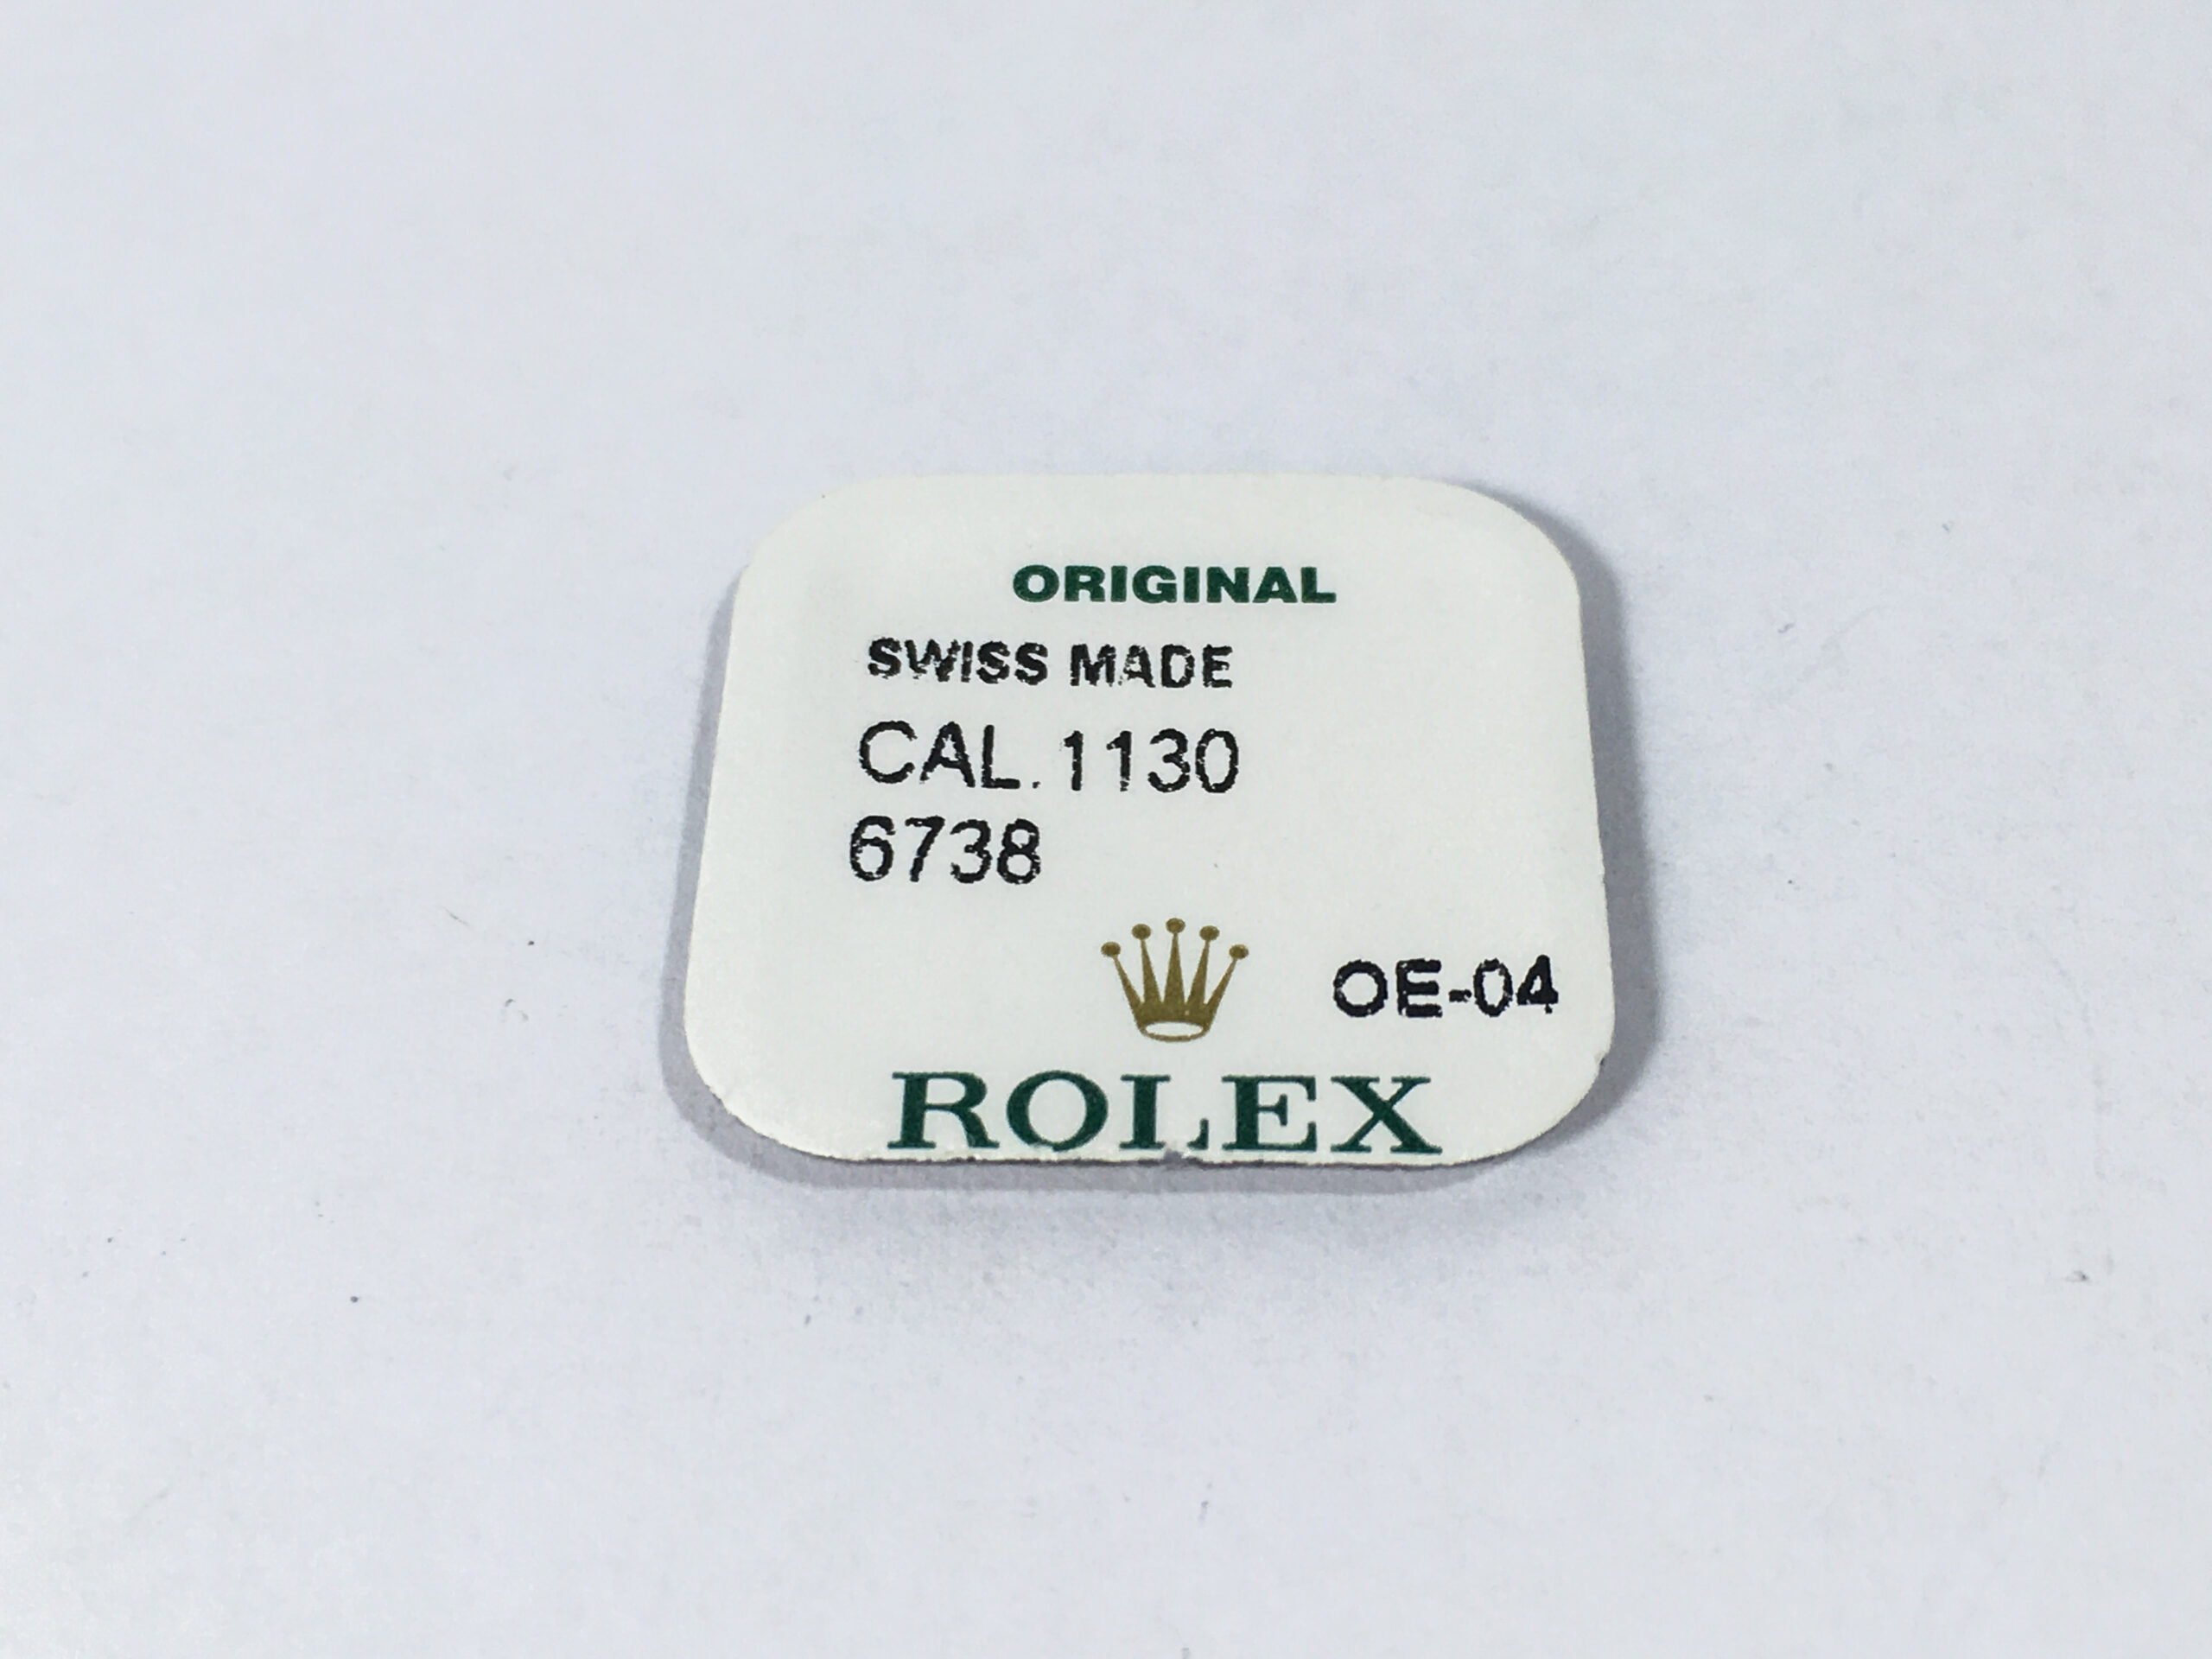 ORIGINAL
SWISS MADE
CAL. 1130
6738
OE-04
ROLEX